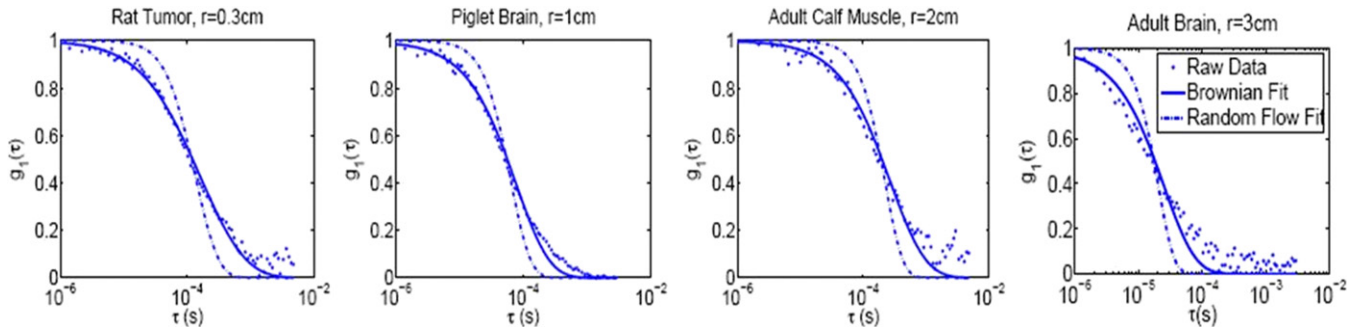 Rat Tumor, r=0.3cm
g₁(τ)
1
0.8
0.6
0.4
0.2
0
10⁻⁶
10⁻⁴
10⁻²
τ (s)
Piglet Brain, r=1cm
g₁(τ)
1
0.8
0.6
0.4
0.2
0
10⁻⁶
10⁻⁴
10⁻²
τ (s)
Adult Calf Muscle, r=2cm
g₁(τ)
1
0.8
0.6
0.4
0.2
0
10⁻⁶
10⁻⁴
10⁻²
τ (s)
Adult Brain, r=3cm
g₁(τ)
1
0.8
0.6
0.4
0.2
0
Raw Data
Brownian Fit
Random Flow Fit
10⁻⁶
10⁻⁵
10⁻⁴
10⁻³
10⁻²
τ(s)